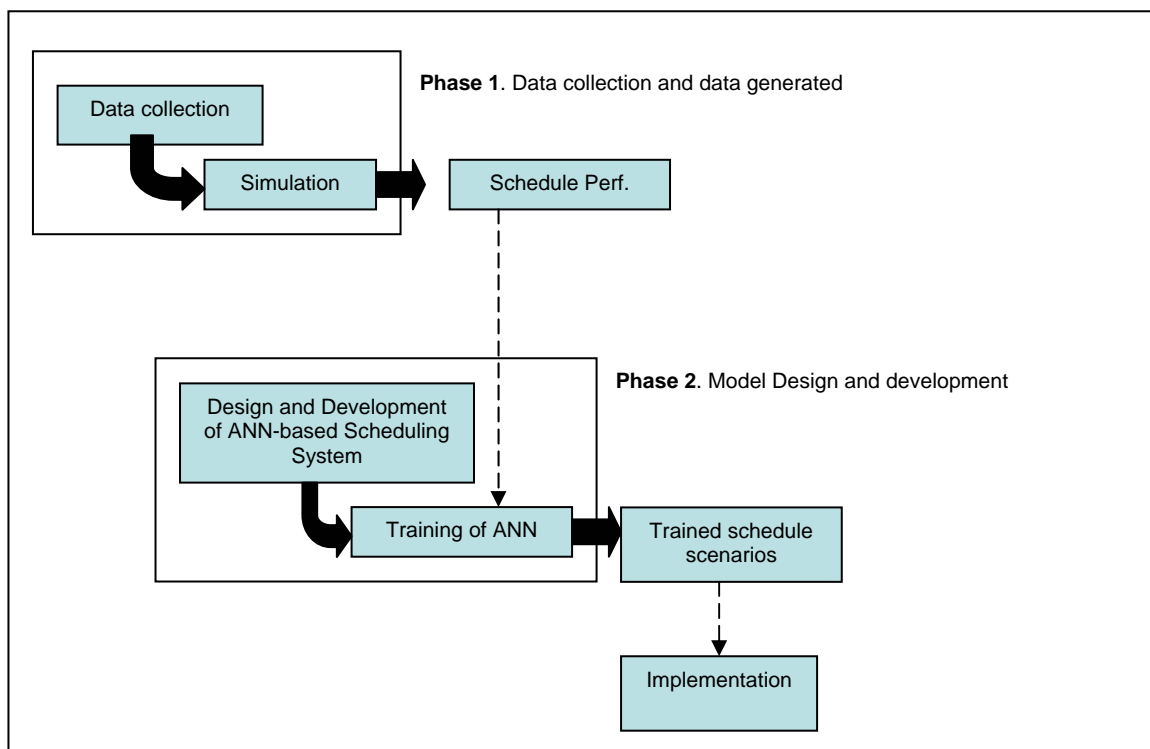 Phase 1. Data collection and data generated
Data collection
Simulation
Schedule Perf.
Phase 2. Model Design and development
Design and Development
of ANN-based Scheduling
System
Training of ANN
Trained schedule
scenarios
Implementation